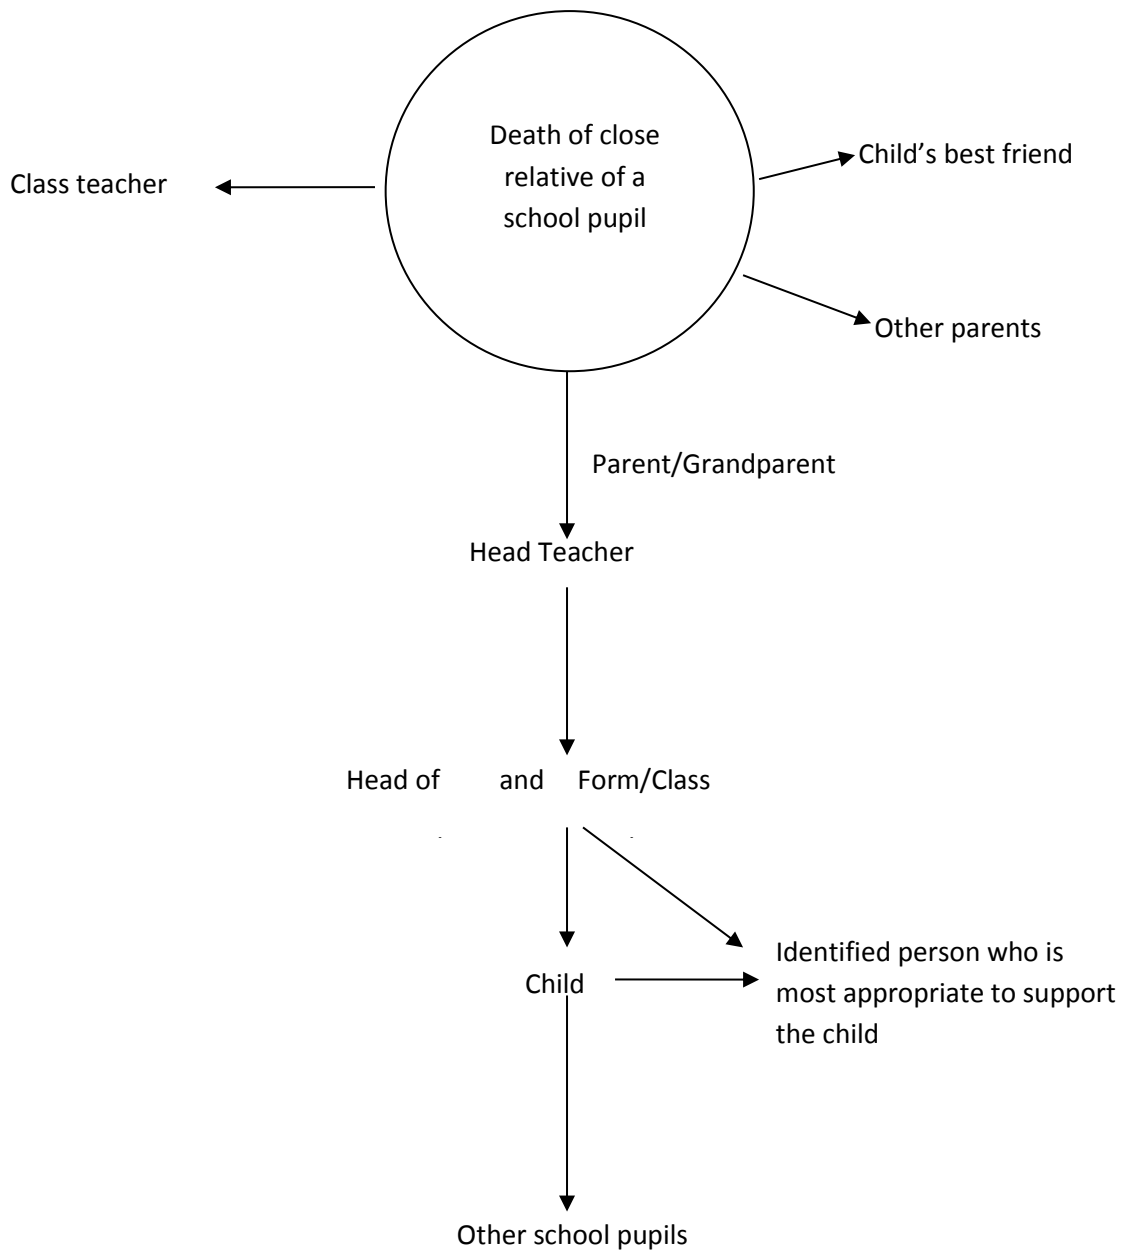 Death of close
relative of a
school pupil
Class teacher
Child's best friend
Other parents
Parent/Grandparent
Head Teacher
Head of and Form/Class
Child
Identified person who is
most appropriate to support
the child
Other school pupils